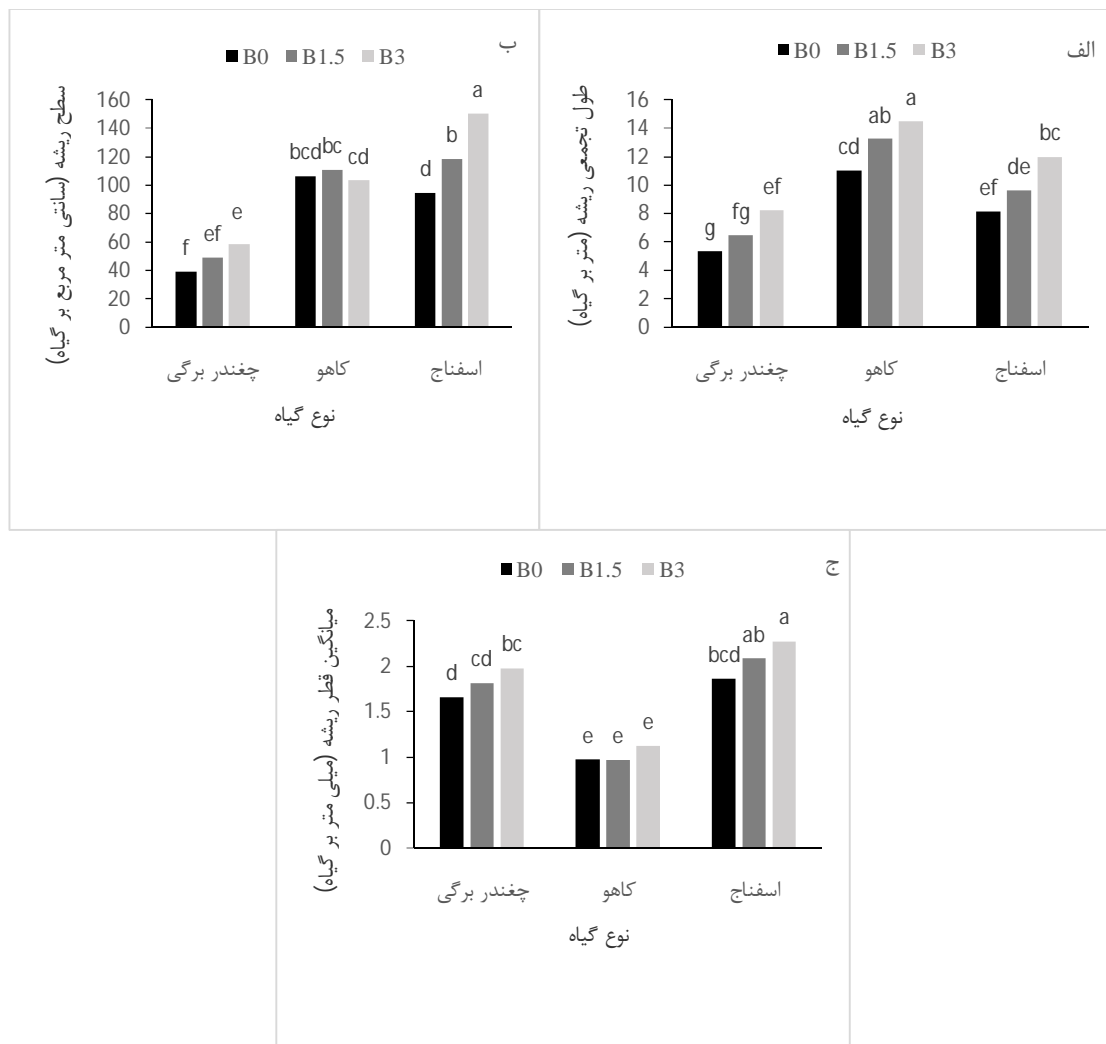 الف
B0 B1.5 B3
طول تجمعی ریشه (متر بر گیاه)
16
14
12
10
8
6
4
2
0
g fg ef
cd ab a
ef de bc
چغندر برگی کاهو اسفناج
نوع گیاه
ب
B0 B1.5 B3
سطح ریشه (سانتی متر مربع بر گیاه)
160
140
120
100
80
60
40
20
0
f ef e
bcd bc cd
d b a
چغندر برگی کاهو اسفناج
نوع گیاه
ج
B0 B1.5 B3
میانگین قطر ریشه (میلی متر بر گیاه)
2.5
2
1.5
1
0.5
0
d cd bc
e e e
bcd ab a
چغندر برگی کاهو اسفناج
نوع گیاه